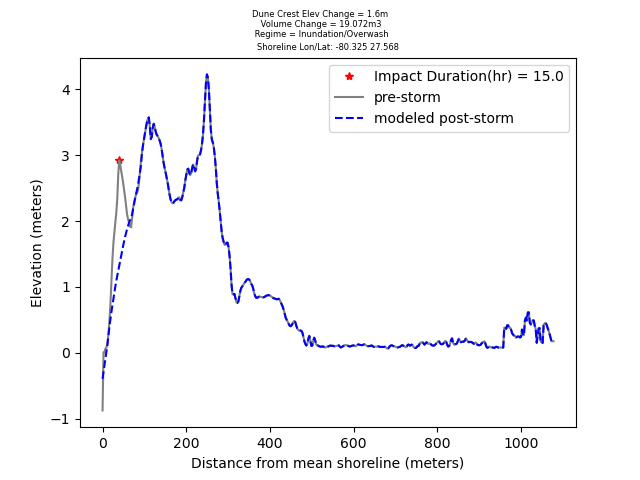 Dune Crest Elev Change = 1.6m
Volume Change = 19.072m3
Regime = Inundation/Overwash
Shoreline Lon/Lat: -80.325 27.568
Impact Duration(hr) = 15.0
pre-storm
modeled post-storm
4
3
2
1
0
−1
Elevation (meters)
0 200 400 600 800 1000
Distance from mean shoreline (meters)